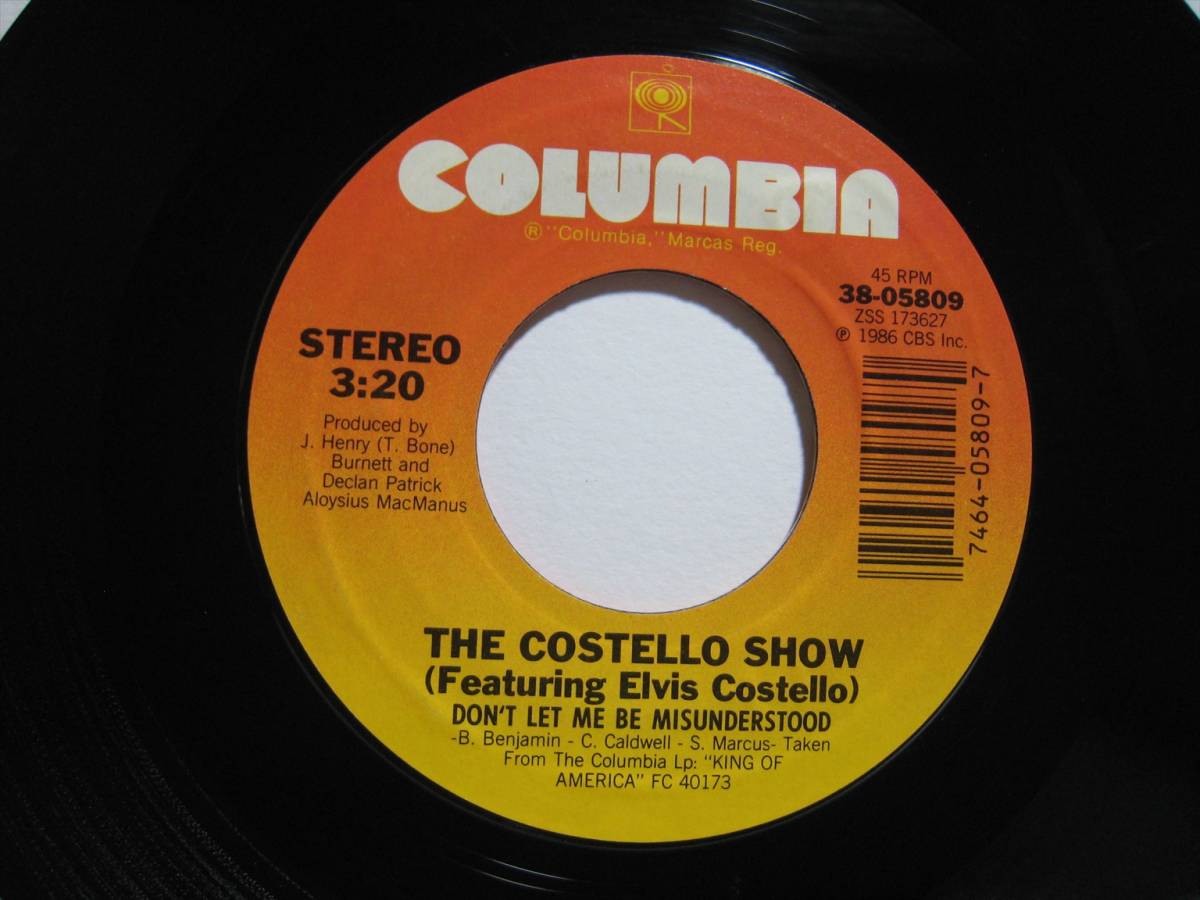 COLUMBIA
® "Columbia," Marcas Reg.
45 RPM
38-05809
ZSS 173627
℗ 1986 CBS Inc.
STEREO
3:20
Produced by
J. Henry (T. Bone)
Burnett and
Declan Patrick
Aloysius MacManus
7464-05809-7
THE COSTELLO SHOW
(Featuring Elvis Costello)
DON'T LET ME BE MISUNDERSTOOD
-B. Benjamin - C. Caldwell - S. Marcus- Taken
From The Columbia Lp: "KING OF
AMERICA" FC 40173